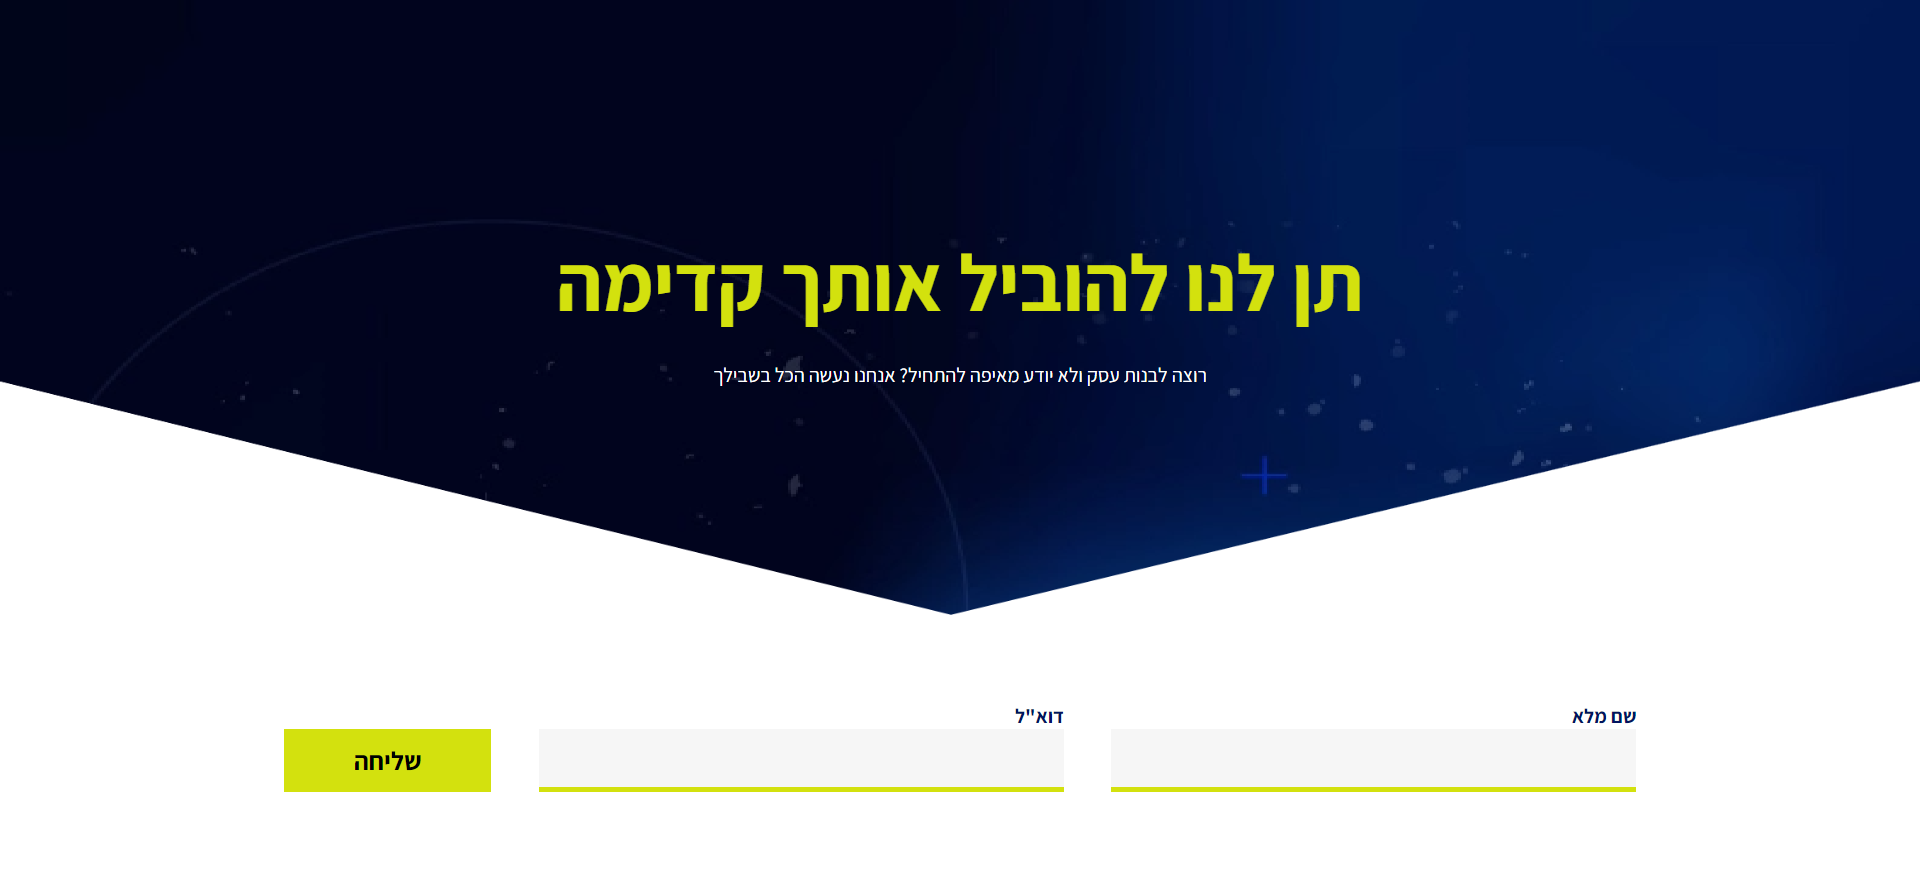 תן לנו להוביל אותך קדימה
רוצה לבנות עסק ולא יודע מאיפה להתחיל? אנחנו נעשה הכל בשבילך
שם מלא
דוא"ל
שליחה